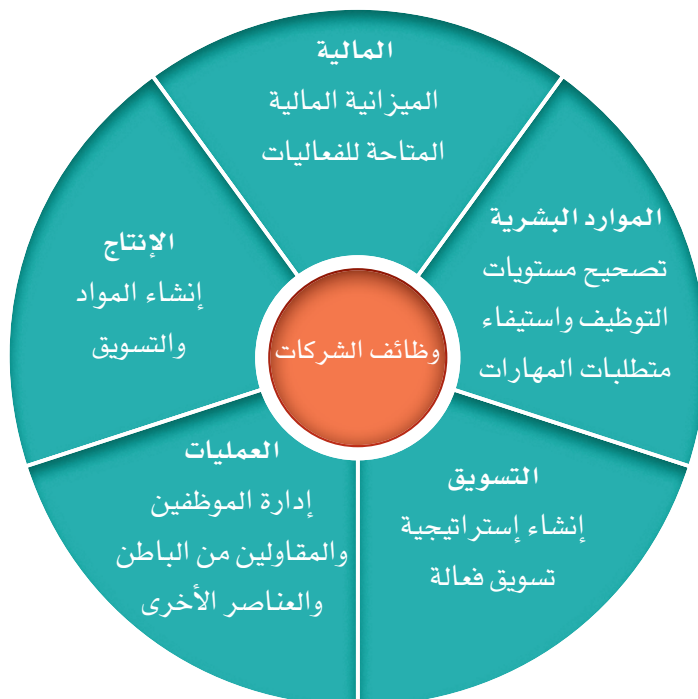 المالية
الميزانية المالية
المتاحة للفعاليات
الموارد البشرية
تصحيح مستويات
التوظيف واستيفاء
متطلبات المهارات
التسويق
إنشاء إستراتيجية
تسويق فعالة
العمليات
إدارة الموظفين
والمقاولين من الباطن
والعناصر الأخرى
الإنتاج
إنشاء المواد
والتسويق
وظائف الشركات